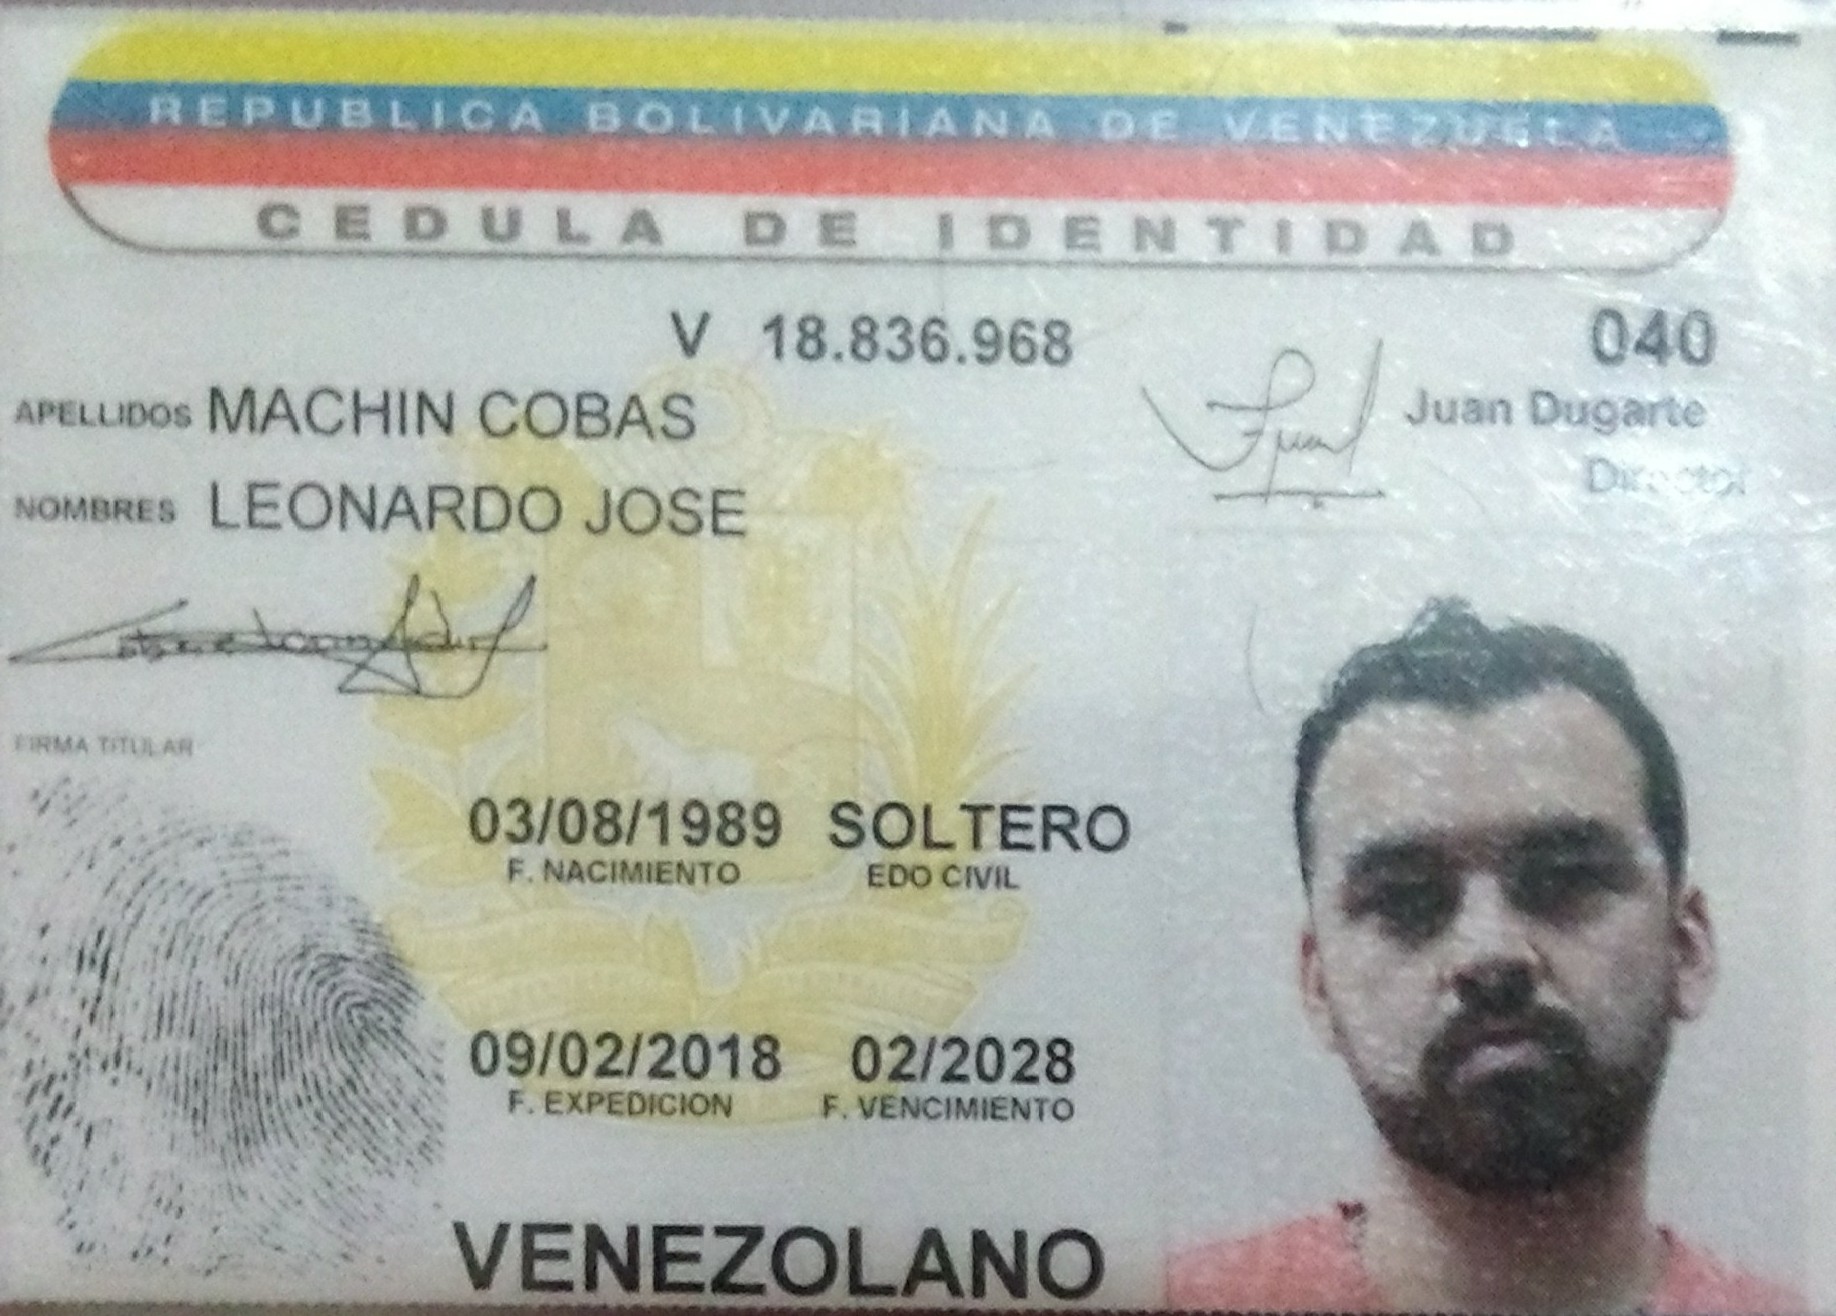 REPUBLICA BOLIVARIANA DE VENEZUELA
CEDULA DE IDENTIDAD
V 18.836.968
040
APELLIDOS MACHIN COBAS
Juan Dugarte
Director
NOMBRES LEONARDO JOSE
FIRMA TITULAR
03/08/1989 SOLTERO
F. NACIMIENTO EDO CIVIL
09/02/2018 02/2028
F. EXPEDICION F. VENCIMIENTO
VENEZOLANO